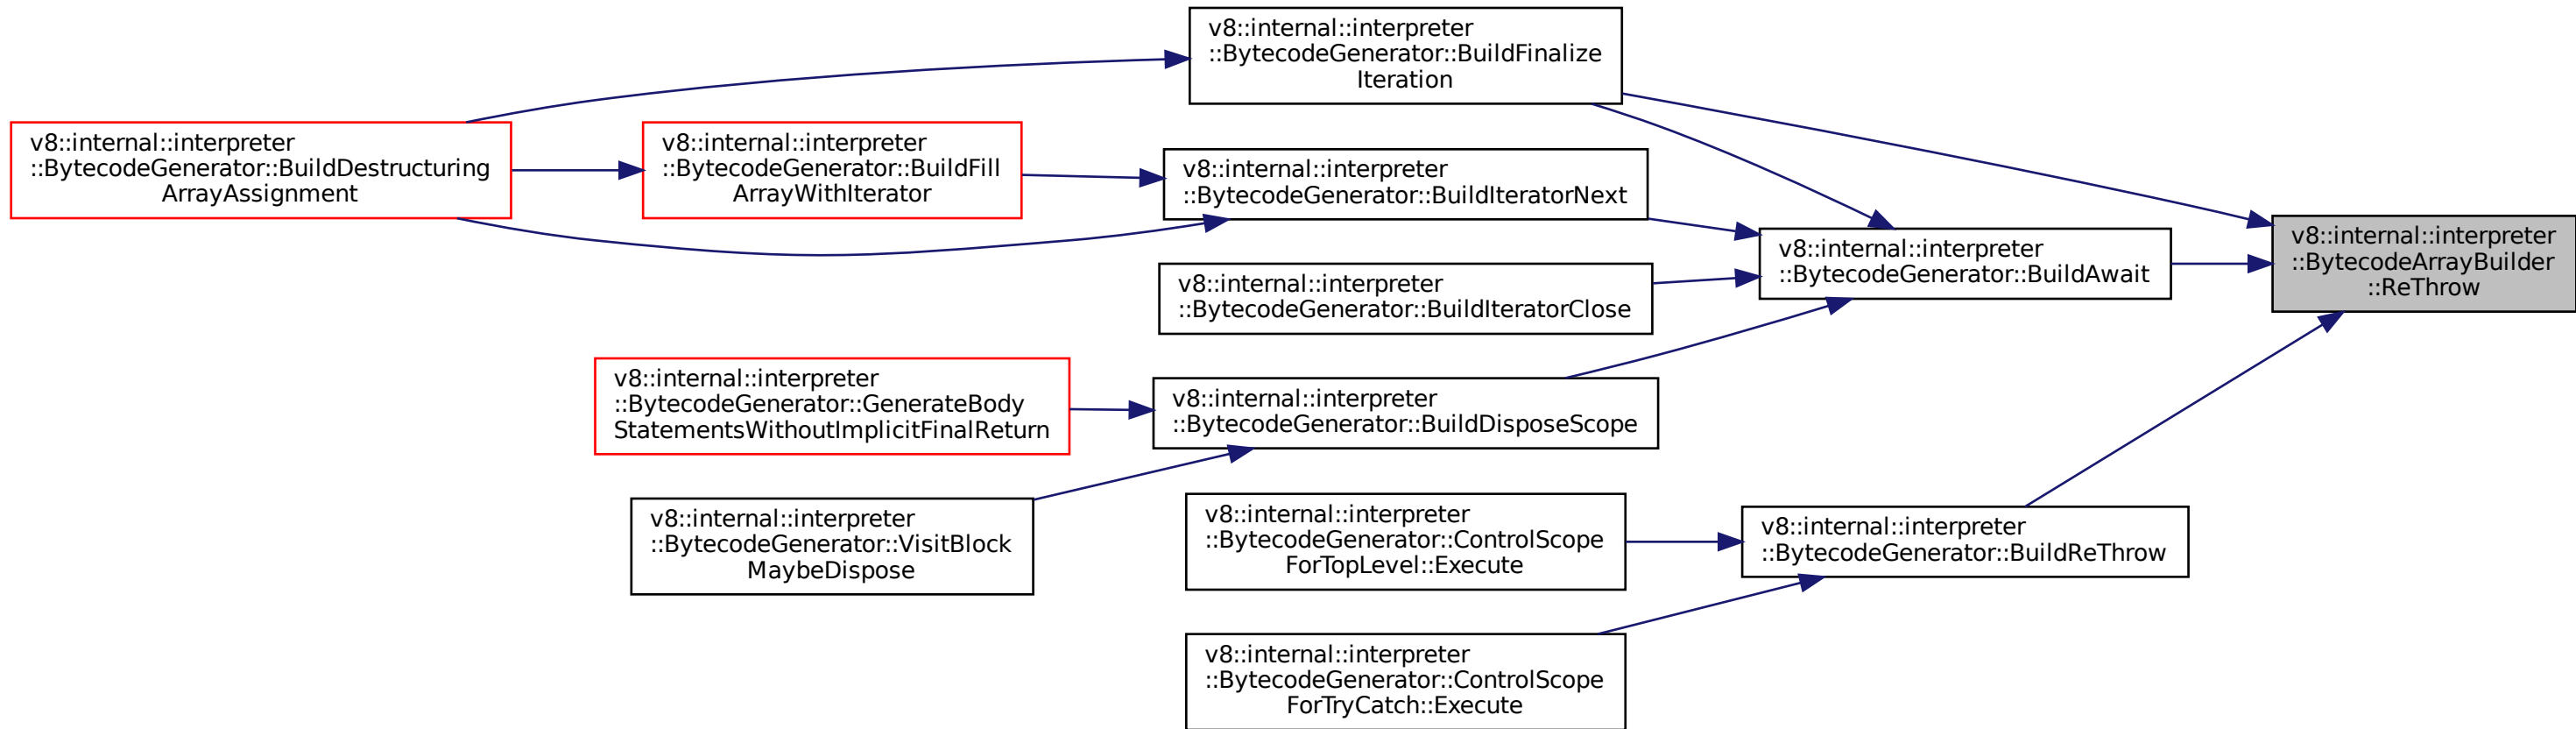 v8::internal::interpreter
::BytecodeGenerator::BuildFinalize
Iteration
v8::internal::interpreter
::BytecodeGenerator::BuildDestructuring
ArrayAssignment
v8::internal::interpreter
::BytecodeGenerator::BuildFill
ArrayWithIterator
v8::internal::interpreter
::BytecodeGenerator::BuildIteratorNext
v8::internal::interpreter
::BytecodeGenerator::BuildAwait
v8::internal::interpreter
::BytecodeArrayBuilder
::ReThrow
v8::internal::interpreter
::BytecodeGenerator::BuildIteratorClose
v8::internal::interpreter
::BytecodeGenerator::GenerateBody
StatementsWithoutImplicitFinalReturn
v8::internal::interpreter
::BytecodeGenerator::BuildDisposeScope
v8::internal::interpreter
::BytecodeGenerator::VisitBlock
MaybeDispose
v8::internal::interpreter
::BytecodeGenerator::ControlScope
ForTopLevel::Execute
v8::internal::interpreter
::BytecodeGenerator::BuildReThrow
v8::internal::interpreter
::BytecodeGenerator::ControlScope
ForTryCatch::Execute